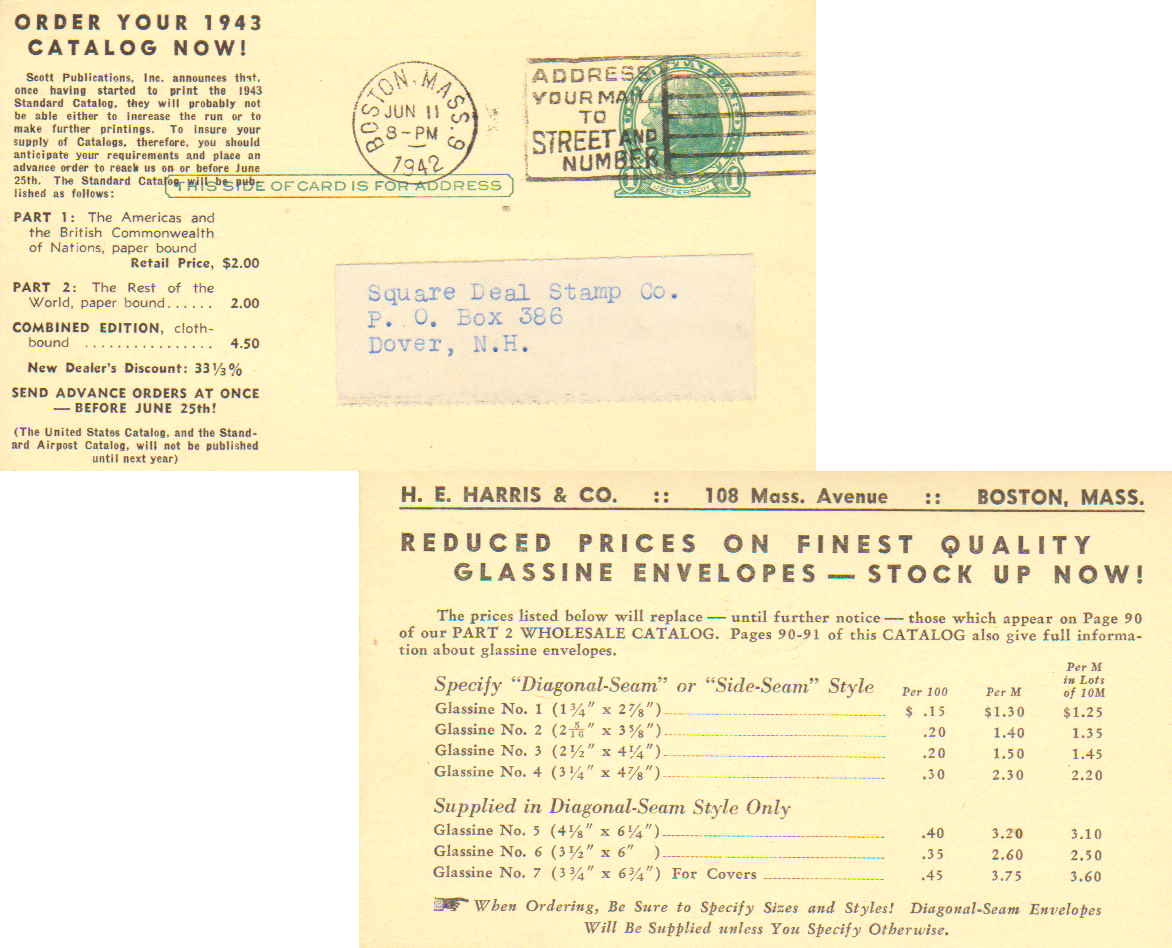 ORDER YOUR 1943
CATALOG NOW!
Scott Publications, Inc. announces that,
once having started to print the 1943
Standard Catalog, they will probably not
be able either to increase the run or to
make further printings. To insure your
supply of Catalogs, therefore, you should
anticipate your requirements and place an
advance order to reach us on or before June
25th. The Standard Catalog will be pub-
lished as follows:
PART 1: The Americas and
the British Commonwealth
of Nations, paper bound
Retail Price, $2.00
PART 2: The Rest of the
World, paper bound...... 2.00
COMBINED EDITION, cloth-
bound ................ 4.50
New Dealer's Discount: 33⅓%
SEND ADVANCE ORDERS AT ONCE
— BEFORE JUNE 25th!
(The United States Catalog, and the Stand-
ard Airpost Catalog, will not be published
until next year)
BOSTON, MASS. 9
JUN 11
8-PM
1942
ADDRESS
YOUR MAIL
TO
STREET AND
NUMBER
1 JEFFERSON 1
THIS SIDE OF CARD IS FOR ADDRESS
Square Deal Stamp Co.
P. O. Box 386
Dover, N.H.
H. E. HARRIS & CO. :: 108 Mass. Avenue :: BOSTON, MASS.
REDUCED PRICES ON FINEST QUALITY
GLASSINE ENVELOPES — STOCK UP NOW!
The prices listed below will replace — until further notice — those which appear on Page 90
of our PART 2 WHOLESALE CATALOG. Pages 90-91 of this CATALOG also give full informa-
tion about glassine envelopes.
Per M
in Lots
Specify "Diagonal-Seam" or "Side-Seam" Style Per 100 Per M of 10M
Glassine No. 1 (1¾" x 2⅞") $ .15 $1.30 $1.25
Glassine No. 2 (2 5/16" x 3⅝") .20 1.40 1.35
Glassine No. 3 (2½" x 4¼") .20 1.50 1.45
Glassine No. 4 (3¼" x 4⅞") .30 2.30 2.20
Supplied in Diagonal-Seam Style Only
Glassine No. 5 (4⅛" x 6¼") .40 3.20 3.10
Glassine No. 6 (3½" x 6" ) .35 2.60 2.50
Glassine No. 7 (3¾" x 6¾") For Covers .45 3.75 3.60
☛ When Ordering, Be Sure to Specify Sizes and Styles! Diagonal-Seam Envelopes
Will Be Supplied unless You Specify Otherwise.